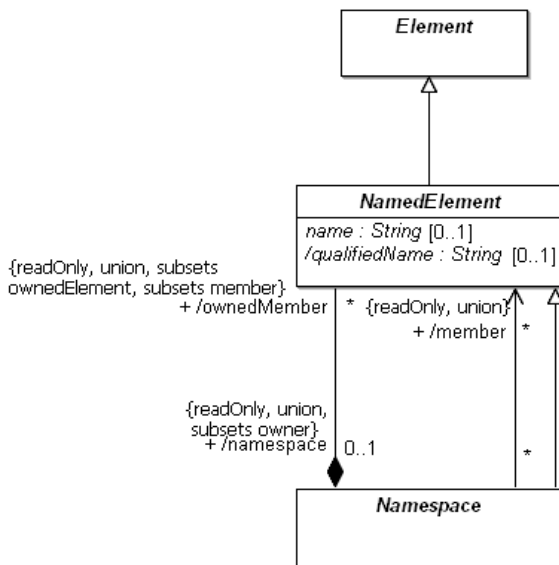 Element
NamedElement
name : String [0..1]
/qualifiedName : String [0..1]
{readOnly, union, subsets
ownedElement, subsets member}
+ /ownedMember
*
{readOnly, union}
+ /member
*
{readOnly, union,
subsets owner}
+ /namespace
0..1
*
Namespace